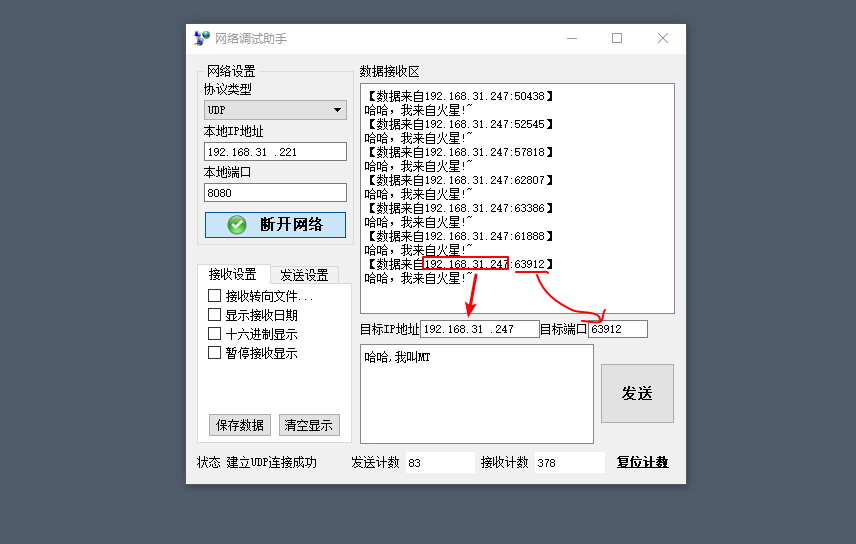 网络调试助手
网络设置
协议类型
UDP
本地IP地址
192.168.31 .221
本地端口
8080
断开网络
接收设置 发送设置
接收转向文件...
显示接收日期
十六进制显示
暂停接收显示
保存数据 清空显示
数据接收区
【数据来自192.168.31.247:50438】
哈哈，我来自火星!~
【数据来自192.168.31.247:52545】
哈哈，我来自火星!~
【数据来自192.168.31.247:57818】
哈哈，我来自火星!~
【数据来自192.168.31.247:62807】
哈哈，我来自火星!~
【数据来自192.168.31.247:63386】
哈哈，我来自火星!~
【数据来自192.168.31.247:61888】
哈哈，我来自火星!~
【数据来自192.168.31.247:63912】
哈哈，我来自火星!~
目标IP地址 192.168.31 .247 目标端口 63912
哈哈,我叫MT
发送
状态 建立UDP连接成功 发送计数 83 接收计数 378 复位计数